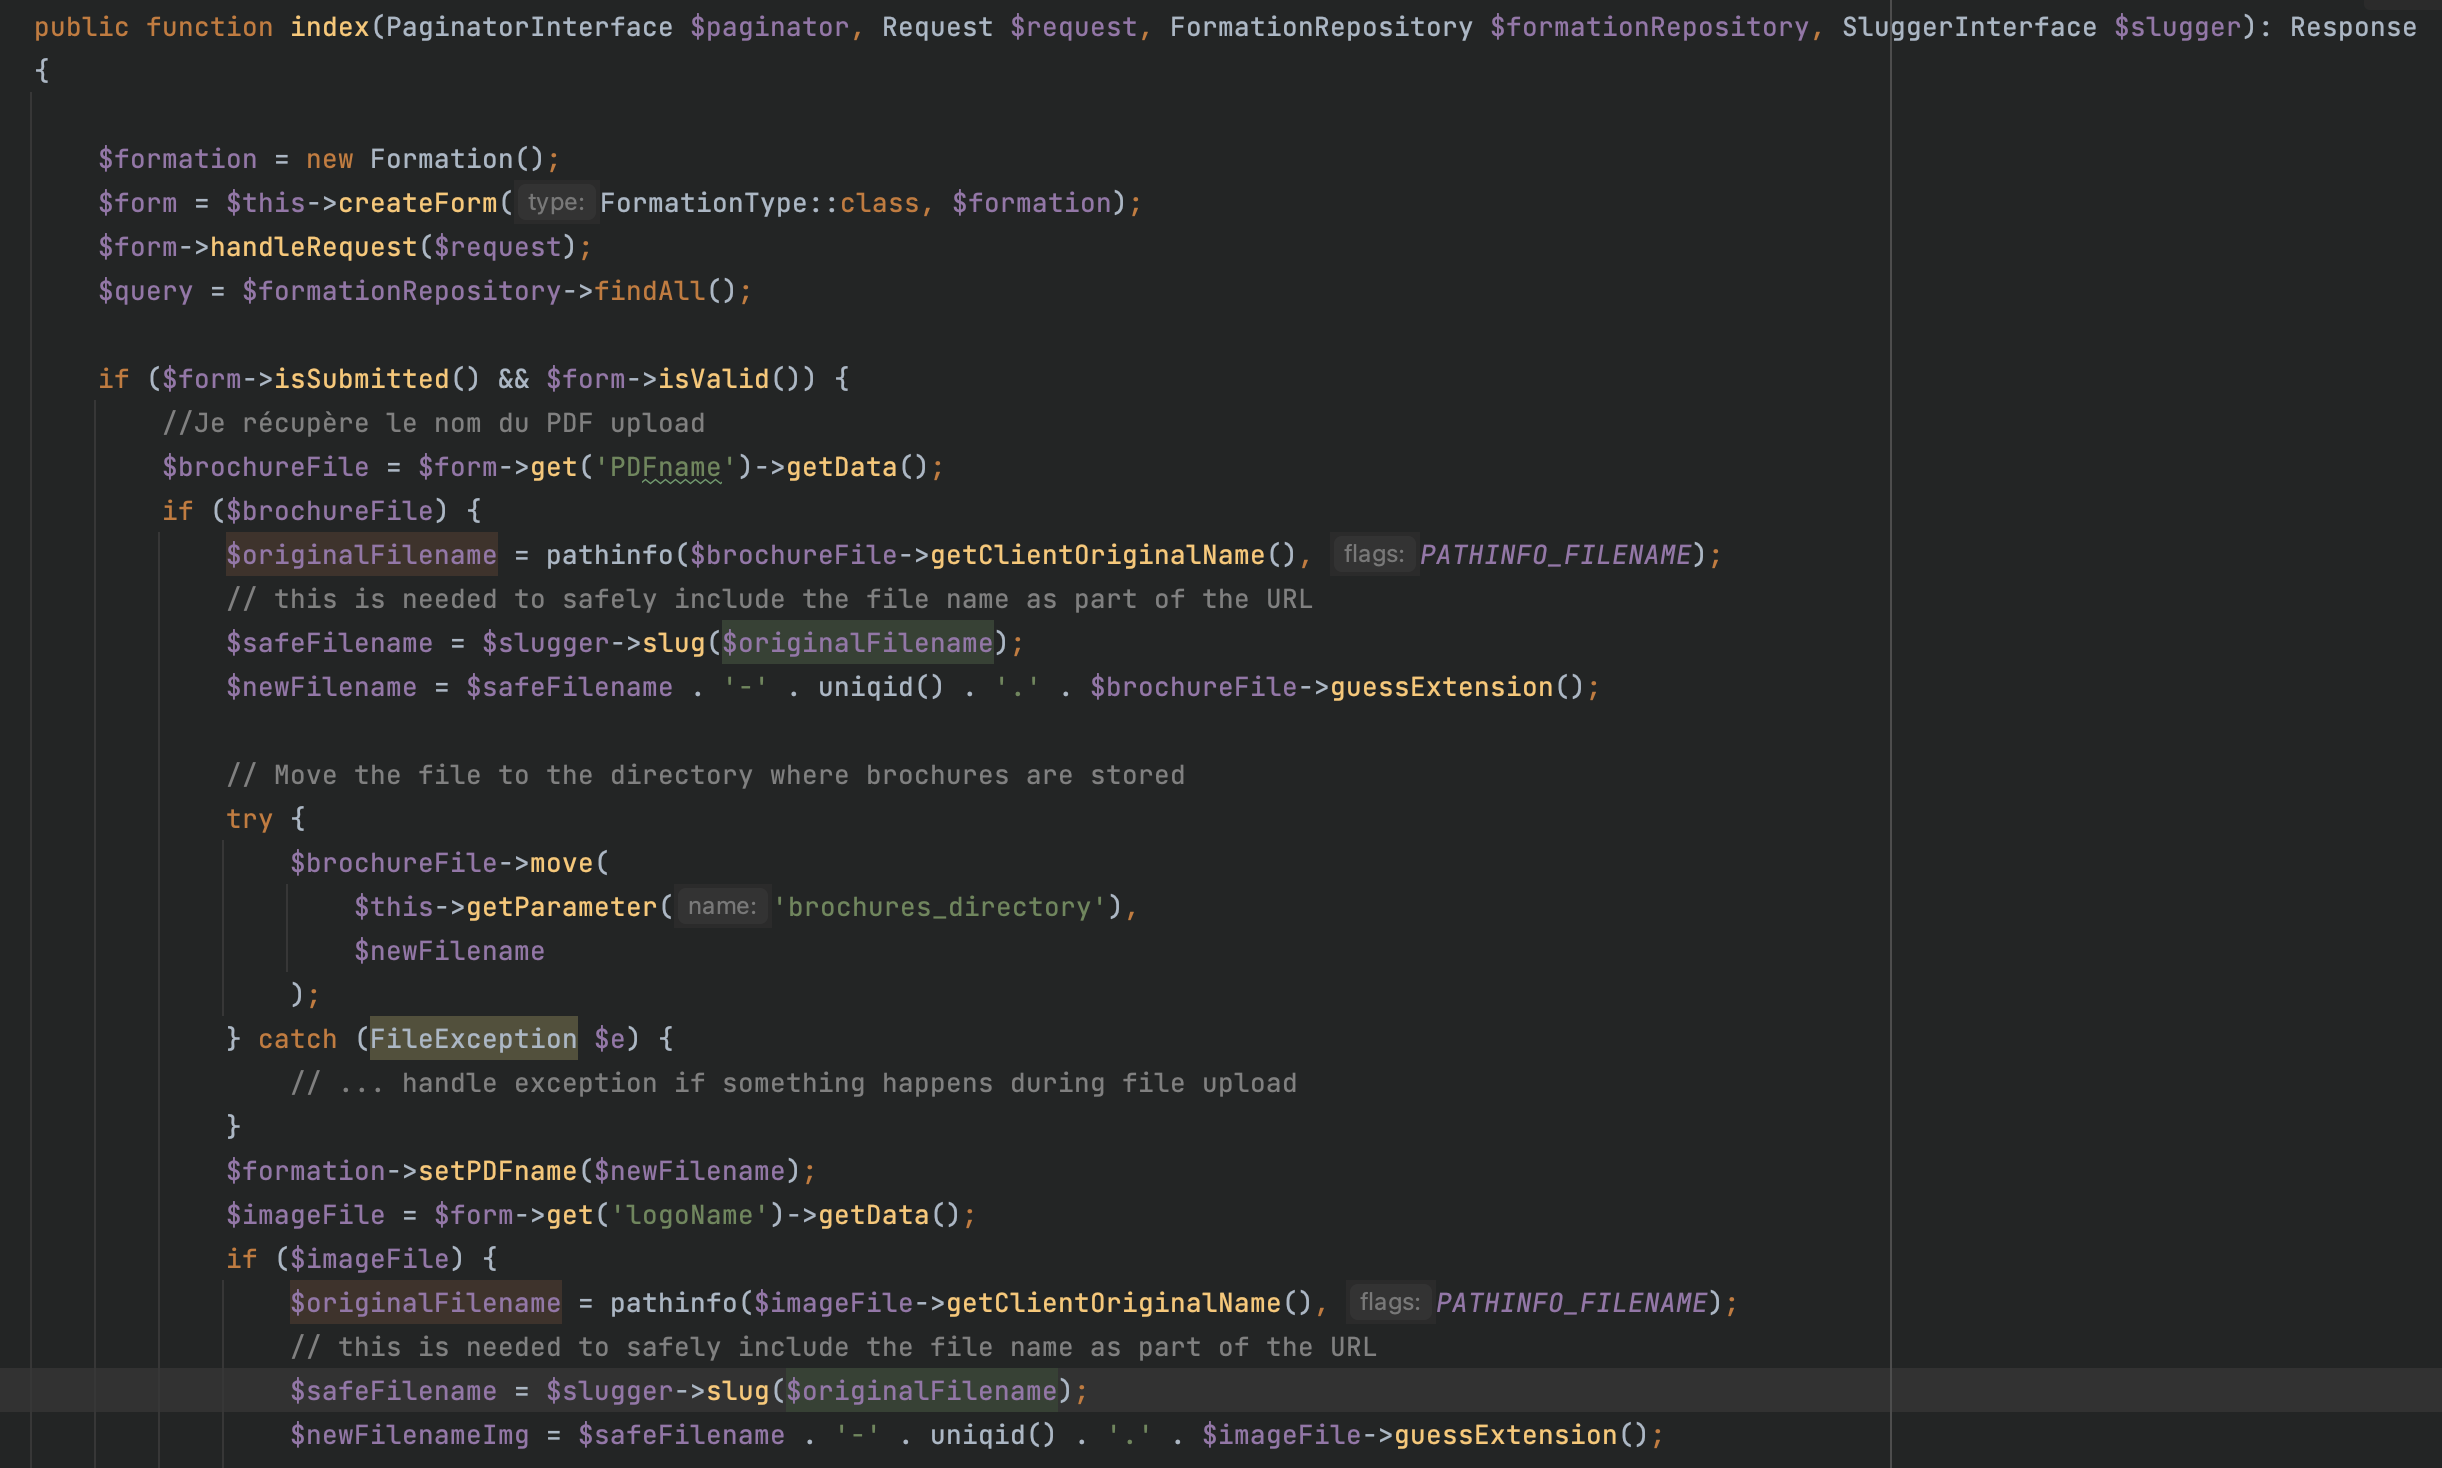 public function index(PaginatorInterface $paginator, Request $request, FormationRepository $formationRepository, SluggerInterface $slugger): Response
{
$formation = new Formation();
$form = $this->createForm( type: FormationType::class, $formation);
$form->handleRequest($request);
$query = $formationRepository->findAll();
if ($form->isSubmitted() && $form->isValid()) {
//Je récupère le nom du PDF upload
$brochureFile = $form->get('PDFname')->getData();
if ($brochureFile) {
$originalFilename = pathinfo($brochureFile->getClientOriginalName(), flags: PATHINFO_FILENAME);
// this is needed to safely include the file name as part of the URL
$safeFilename = $slugger->slug($originalFilename);
$newFilename = $safeFilename . '-' . uniqid() . '.' . $brochureFile->guessExtension();
// Move the file to the directory where brochures are stored
try {
$brochureFile->move(
$this->getParameter( name: 'brochures_directory'),
$newFilename
);
} catch (FileException $e) {
// ... handle exception if something happens during file upload
}
$formation->setPDFname($newFilename);
$imageFile = $form->get('logoName')->getData();
if ($imageFile) {
$originalFilename = pathinfo($imageFile->getClientOriginalName(), flags: PATHINFO_FILENAME);
// this is needed to safely include the file name as part of the URL
$safeFilename = $slugger->slug($originalFilename);
$newFilenameImg = $safeFilename . '-' . uniqid() . '.' . $imageFile->guessExtension();